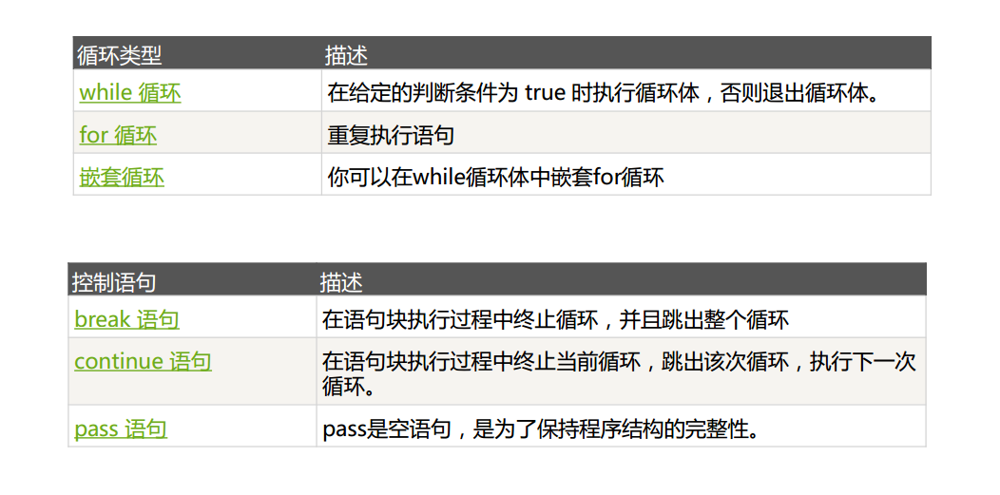 循环类型 描述
while 循环 在给定的判断条件为 true 时执行循环体，否则退出循环体。
for 循环 重复执行语句
嵌套循环 你可以在while循环体中嵌套for循环
控制语句 描述
break 语句 在语句块执行过程中终止循环，并且跳出整个循环
continue 语句 在语句块执行过程中终止当前循环，跳出该次循环，执行下一次
循环。
pass 语句 pass是空语句，是为了保持程序结构的完整性。